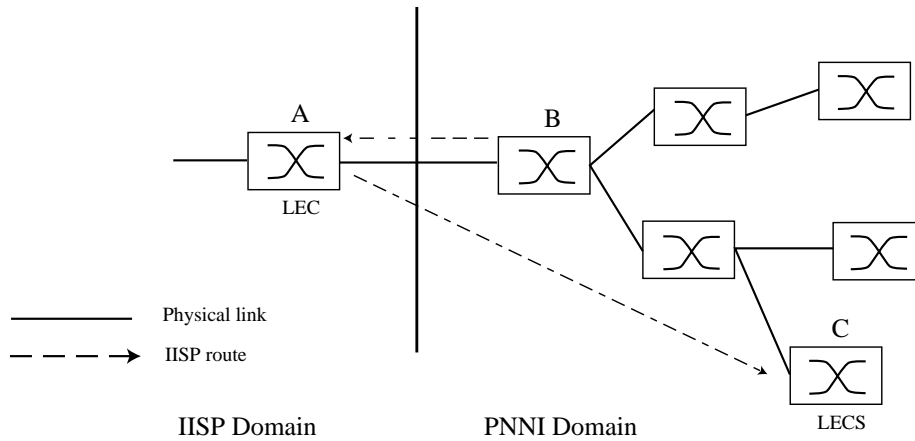 A
B
LEC
C
LECS
Physical link
IISP route
IISP Domain
PNNI Domain